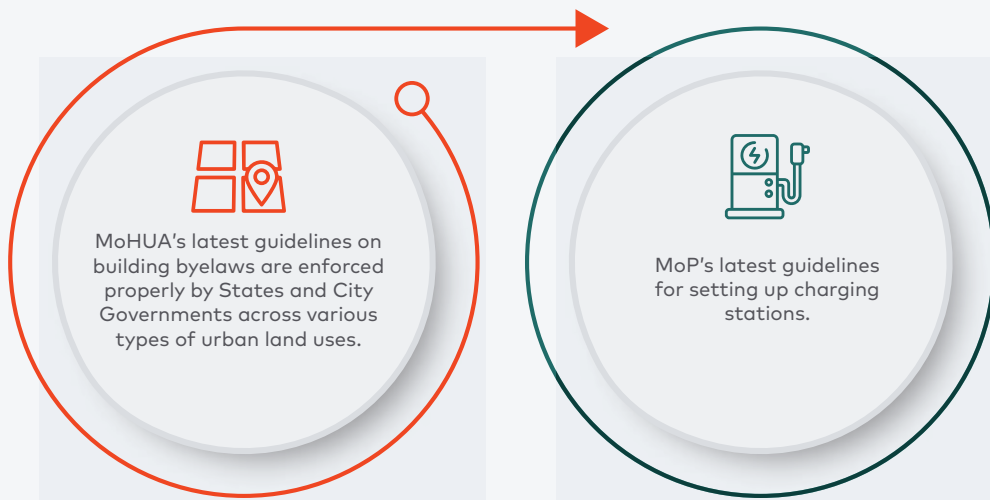 MoHUA's latest guidelines on
building byelaws are enforced
properly by States and City
Governments across various
types of urban land uses.
MoP's latest guidelines
for setting up charging
stations.